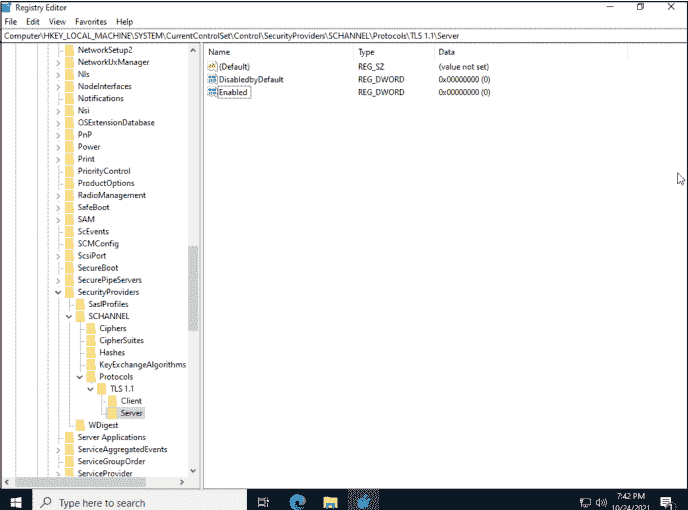 Registry Editor
File Edit View Favorites Help
Computer\HKEY_LOCAL_MACHINE\SYSTEM\CurrentControlSet\Control\SecurityProviders\SCHANNEL\Protocols\TLS 1.1\Server
NetworkSetup2
NetworkUxManager
Nls
NodeInterfaces
Notifications
Nsi
OSExtensionDatabase
PnP
Power
Print
PriorityControl
ProductOptions
RadioManagement
SafeBoot
SAM
ScEvents
SCMConfig
ScsiPort
SecureBoot
SecurePipeServers
SecurityProviders
SaslProfiles
SCHANNEL
Ciphers
CipherSuites
Hashes
KeyExchangeAlgorithms
Protocols
TLS 1.1
Client
Server
WDigest
Server Applications
ServiceAggregatedEvents
ServiceGroupOrder
ServiceProvider
Name Type Data
(Default) REG_SZ (value not set)
DisabledbyDefault REG_DWORD 0x00000000 (0)
Enabled REG_DWORD 0x00000000 (0)
Type here to search
7:42 PM
10/24/2021